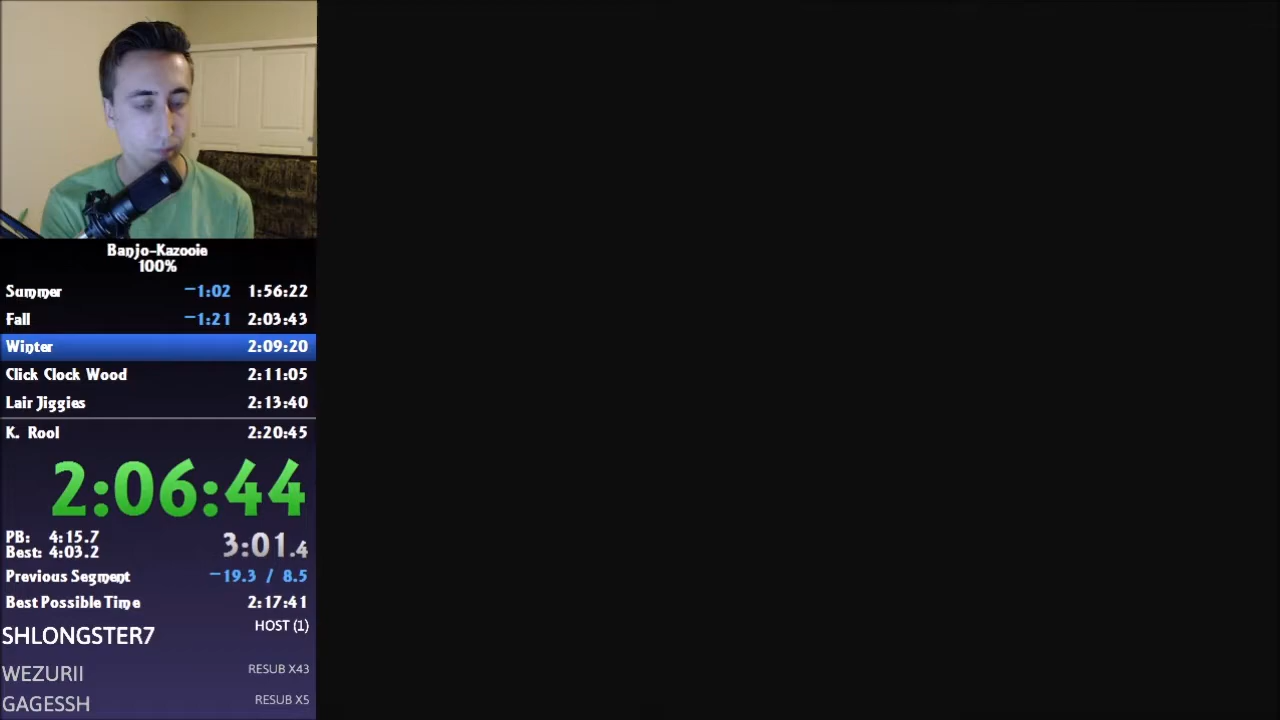 Banjo-Kazooie
100%
Summer −1:02 1:56:22
Fall −1:21 2:03:43
Winter 2:09:20
Click Clock Wood 2:11:05
Lair Jiggies 2:13:40
K. Rool 2:20:45
2:06:44
PB: 4:15.7
Best: 4:03.2
3:01.4
Previous Segment −19.3 / 8.5
Best Possible Time 2:17:41
SHLONGSTER7 HOST (1)
WEZURII RESUB X43
GAGESSH RESUB X5